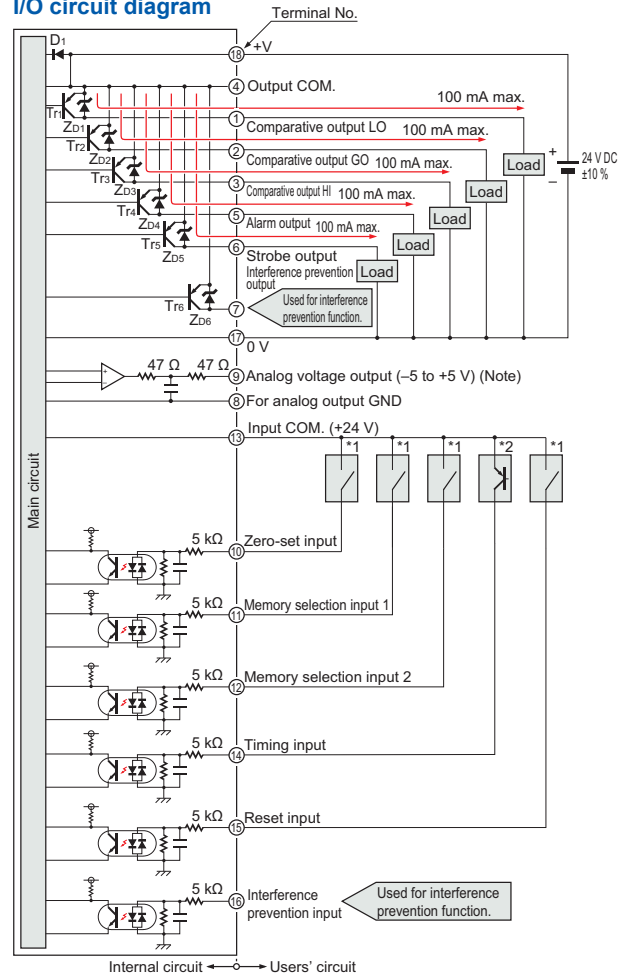 I/O circuit diagram
Terminal No.
D1
18 +V
4 Output COM.
100 mA max.
Tr1
1
ZD1
Comparative output LO
100 mA max.
Tr2
2
ZD2
Comparative output GO
100 mA max.
Load
+
–
24 V DC
±10 %
Tr3
3
ZD3
Comparative output HI
100 mA max.
Load
Tr4
5
ZD4
Alarm output
100 mA max.
Load
Tr5
6
ZD5
Strobe output
Interference prevention
output
Load
Load
Tr6
7
ZD6
Used for interference
prevention function.
17
0 V
47 Ω 47 Ω
9 Analog voltage output (–5 to +5 V) (Note)
8 For analog output GND
13
Input COM. (+24 V)
*1 *1 *1 *2 *1
Main circuit
5 kΩ
10 Zero-set input
5 kΩ
11 Memory selection input 1
5 kΩ
12 Memory selection input 2
5 kΩ
14 Timing input
5 kΩ
15 Reset input
5 kΩ
16 Interference
prevention input
Used for interference
prevention function.
Internal circuit
Users' circuit